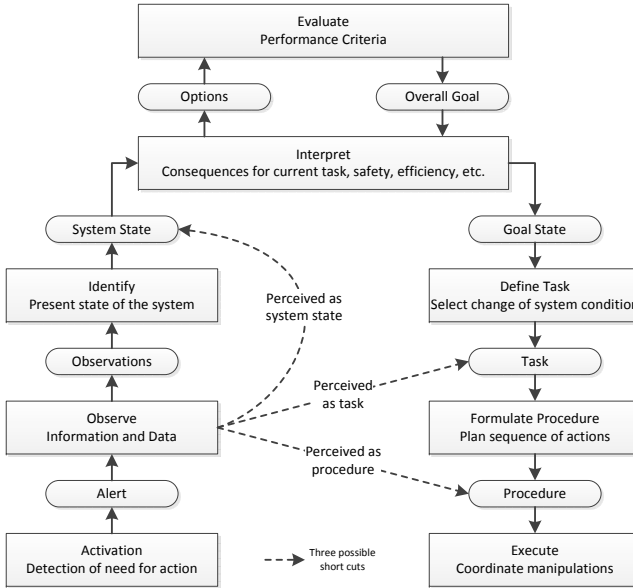 Evaluate
Performance Criteria
Options
Overall Goal
Interpret
Consequences for current task, safety, efficiency, etc.
System State
Goal State
Identify
Present state of the system
Perceived as
system state
Define Task
Select change of system condition
Observations
Perceived
as task
Task
Observe
Information and Data
Formulate Procedure
Plan sequence of actions
Perceived as
procedure
Alert
Procedure
Activation
Detection of need for action
Three possible
short cuts
Execute
Coordinate manipulations